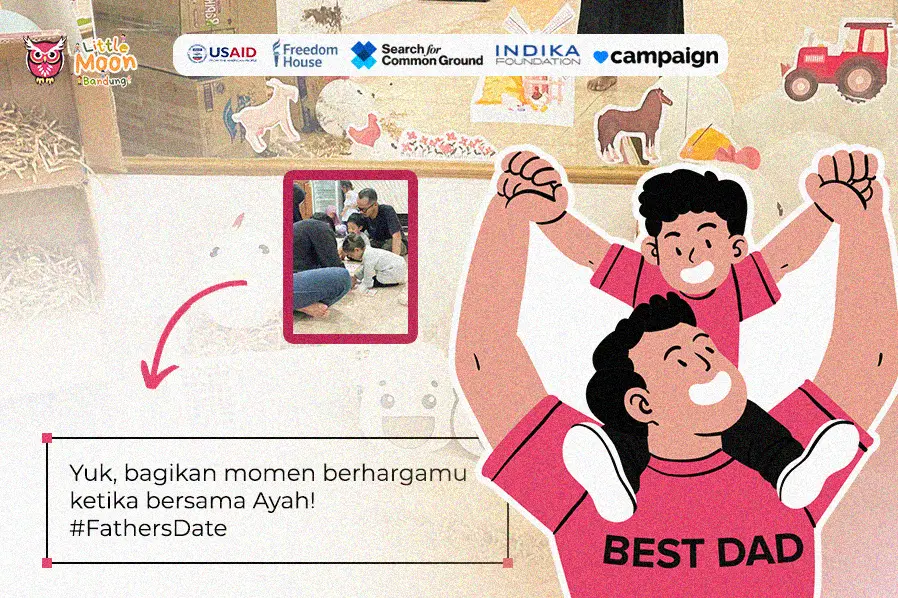 Little
Moon
Bandung
USAID
Freedom
House
Search for
Common Ground
INDIKA
FOUNDATION
campaign
Yuk, bagikan momen berhargamu
ketika bersama Ayah!
#FathersDate
BEST DAD